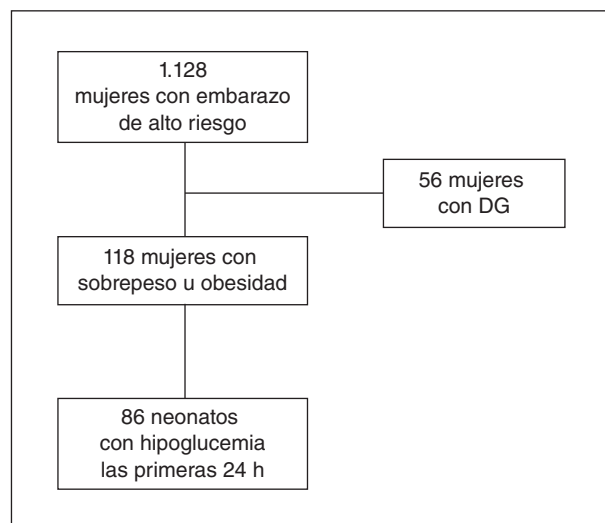 1.128
mujeres con embarazo
de alto riesgo
56 mujeres
con DG
118 mujeres con
sobrepeso u obesidad
86 neonatos
con hipoglucemia
las primeras 24 h